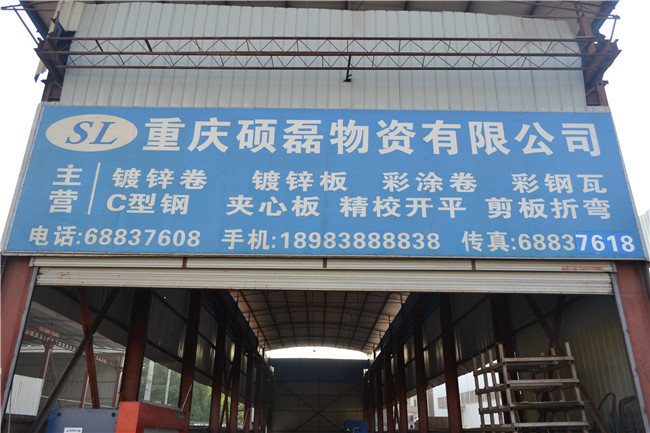 SL 重庆硕磊物资有限公司
主营
镀锌卷 镀锌板 彩涂卷 彩钢瓦
C型钢 夹心板 精校开平 剪板折弯
电话:68837608 手机:18983888838 传真:68837618